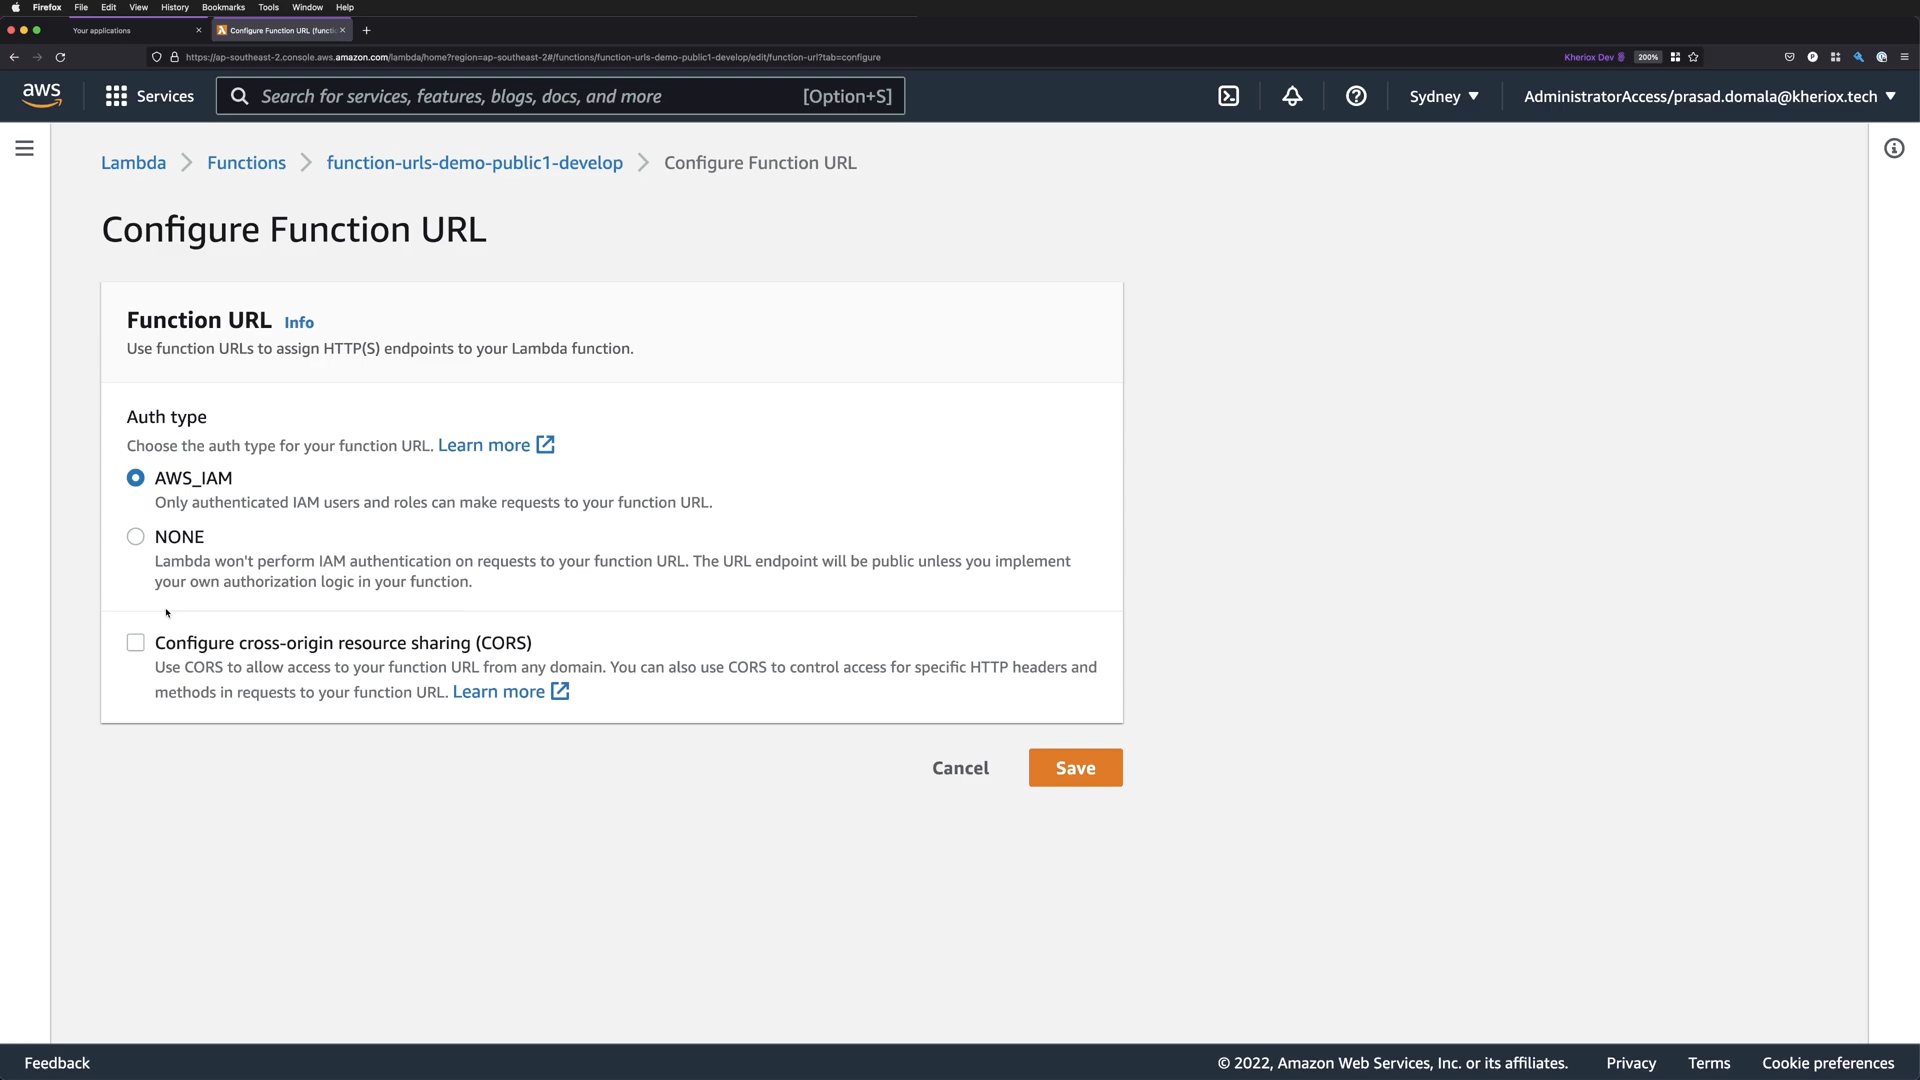 Firefox File Edit View History Bookmarks Tools Window Help
Your applications
Configure Function URL (functi
https://ap-southeast-2.console.aws.amazon.com/lambda/home?region=ap-southeast-2#/functions/function-urls-demo-public1-develop/edit/function-url?tab=configure
Kheriox Dev
200%
aws
Services
Search for services, features, blogs, docs, and more [Option+S]
Sydney ▼
AdministratorAccess/prasad.domala@kheriox.tech ▼
Lambda > Functions > function-urls-demo-public1-develop > Configure Function URL
Configure Function URL
Function URL Info
Use function URLs to assign HTTP(S) endpoints to your Lambda function.
Auth type
Choose the auth type for your function URL. Learn more
AWS_IAM
Only authenticated IAM users and roles can make requests to your function URL.
NONE
Lambda won't perform IAM authentication on requests to your function URL. The URL endpoint will be public unless you implement
your own authorization logic in your function.
Configure cross-origin resource sharing (CORS)
Use CORS to allow access to your function URL from any domain. You can also use CORS to control access for specific HTTP headers and
methods in requests to your function URL. Learn more
Cancel
Save
Feedback
© 2022, Amazon Web Services, Inc. or its affiliates.
Privacy
Terms
Cookie preferences